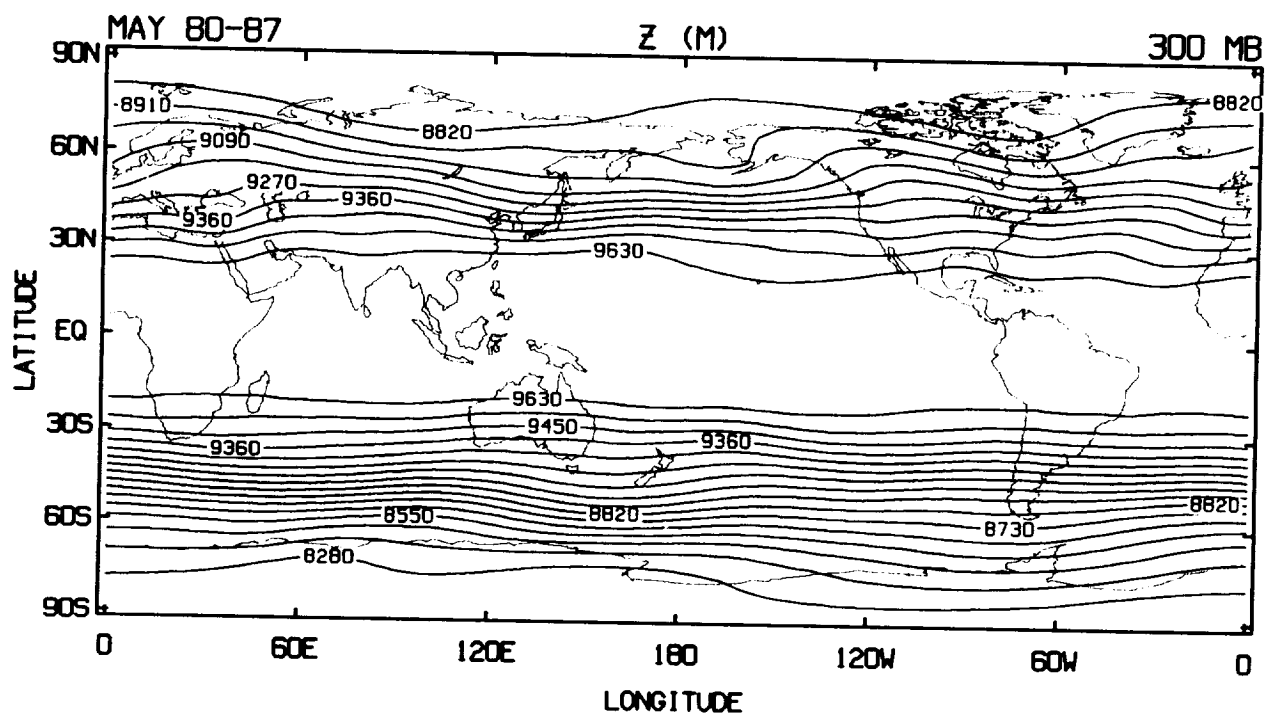 MAY 80-87 Z (M) 300 MB
90N
-8910 8820 8820
9090
60N
9270
9360
9360
30N 9630
LATITUDE
EQ
9630
30S 9450
9360 9360
8820
60S 8550 8820
8730
8280
90S
0 60E 120E 180 120W 60W 0
LONGITUDE